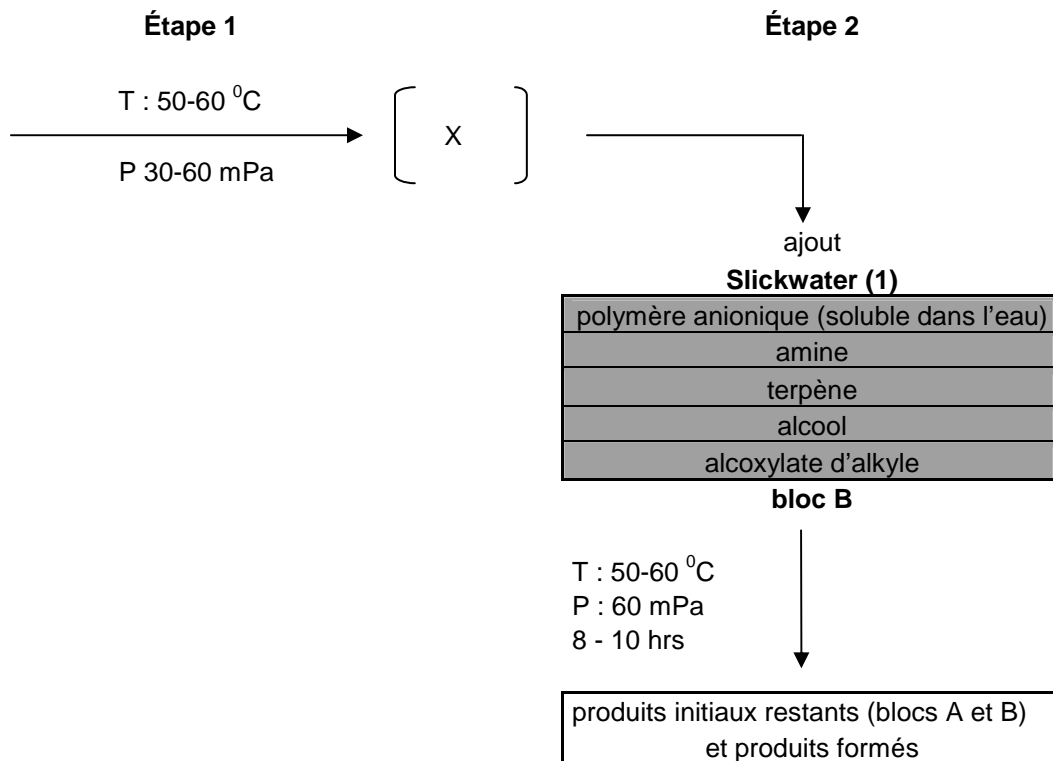 Étape 1
Étape 2
T : 50-60 ⁰C
P 30-60 mPa
X
ajout
Slickwater (1)
polymère anionique (soluble dans l'eau)
amine
terpène
alcool
alcoxylate d'alkyle
bloc B
T : 50-60 ⁰C
P : 60 mPa
8 - 10 hrs
produits initiaux restants (blocs A et B)
et produits formés